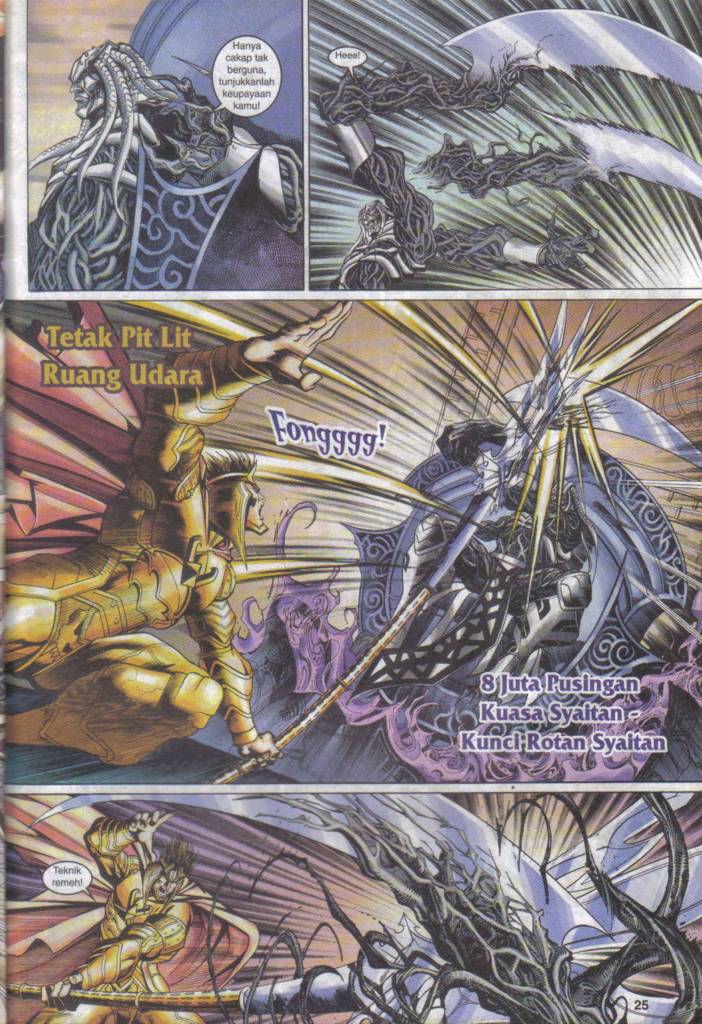 Hanya
cakap tak
berguna,
tunjukkanlah
keupayaan
kamu!
Heee!
Tetak Pit Lit
Ruang Udara
Fongggg!
8 Juta Pusingan
Kuasa Syaitan -
Kunci Rotan Syaitan
Teknik
remeh!
25